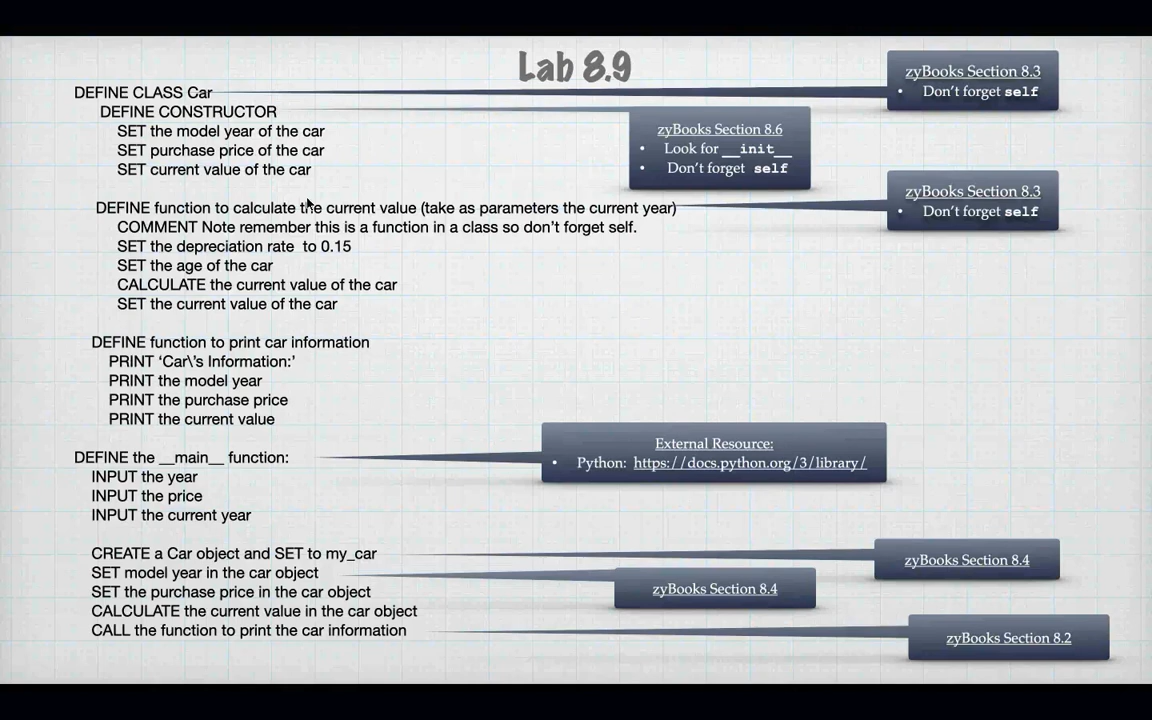 Lab 8.9
DEFINE CLASS Car
DEFINE CONSTRUCTOR
SET the model year of the car
SET purchase price of the car
SET current value of the car
DEFINE function to calculate the current value (take as parameters the current year)
COMMENT Note remember this is a function in a class so don't forget self.
SET the depreciation rate  to 0.15
SET the age of the car
CALCULATE the current value of the car
SET the current value of the car
DEFINE function to print car information
PRINT ‘Car\’s Information:’
PRINT the model year
PRINT the purchase price
PRINT the current value
DEFINE the __main__ function:
INPUT the year
INPUT the price
INPUT the current year
CREATE a Car object and SET to my_car
SET model year in the car object
SET the purchase price in the car object
CALCULATE the current value in the car object
CALL the function to print the car information
zyBooks Section 8.3
• Don’t forget self
zyBooks Section 8.6
• Look for __init__
• Don’t forget self
zyBooks Section 8.3
• Don’t forget self
External Resource:
• Python: https://docs.python.org/3/library/
zyBooks Section 8.4
zyBooks Section 8.4
zyBooks Section 8.2